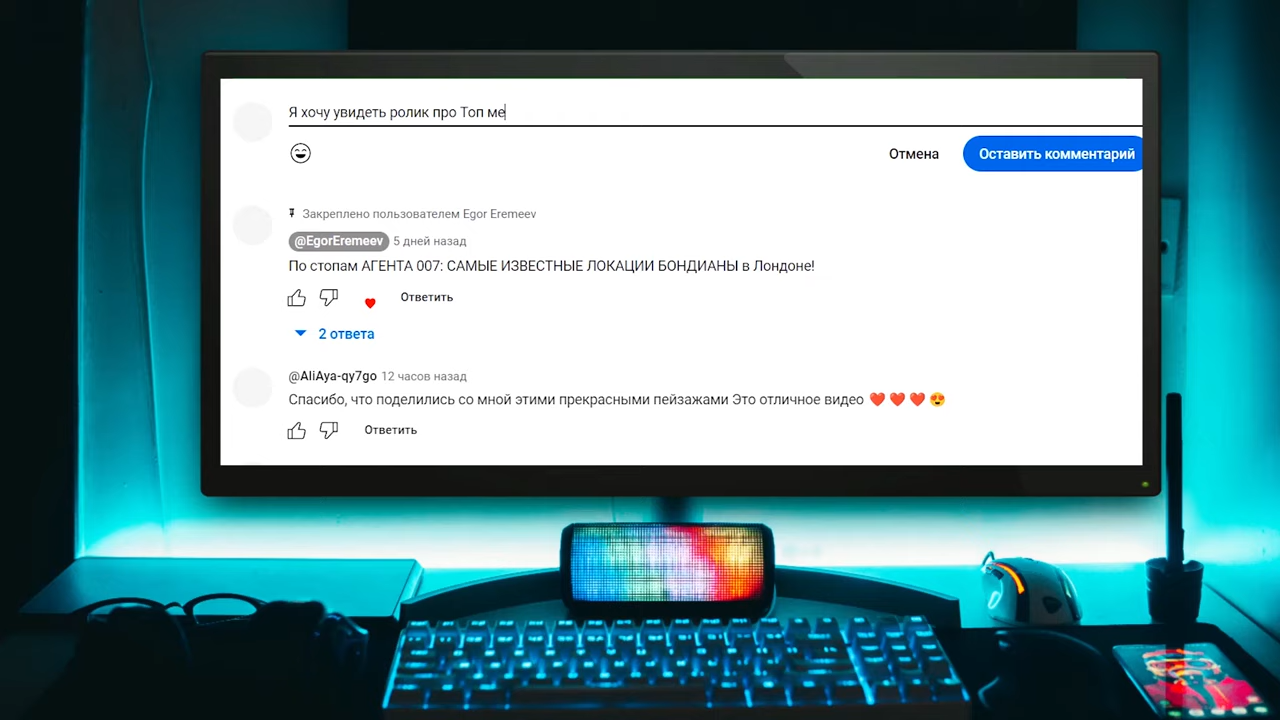 Я хочу увидеть ролик про Топ ме
Отмена
Оставить комментарий
Закреплено пользователем Egor Eremeev
@EgorEremeev 5 дней назад
По стопам АГЕНТА 007: САМЫЕ ИЗВЕСТНЫЕ ЛОКАЦИИ БОНДИАНЫ в Лондоне!
Ответить
2 ответа
@AliAya-qy7go 12 часов назад
Спасибо, что поделились со мной этими прекрасными пейзажами Это отличное видео ❤️ ❤️ ❤️ 😍
Ответить